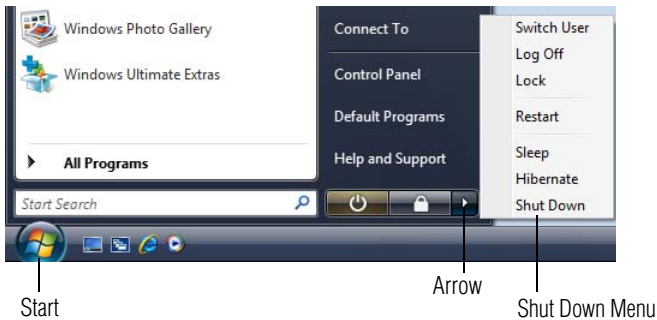 Windows Photo Gallery
Windows Ultimate Extras
All Programs
Start Search
Connect To
Control Panel
Default Programs
Help and Support
Switch User
Log Off
Lock
Restart
Sleep
Hibernate
Shut Down
Start
Arrow
Shut Down Menu